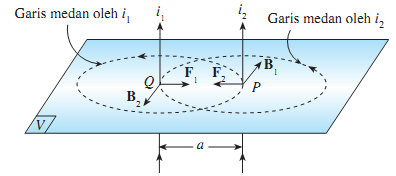 Garis medan oleh i₁
i₁
i₂
Garis medan oleh i₂
Q
F₁
F₂
B₁
P
B₂
V
a